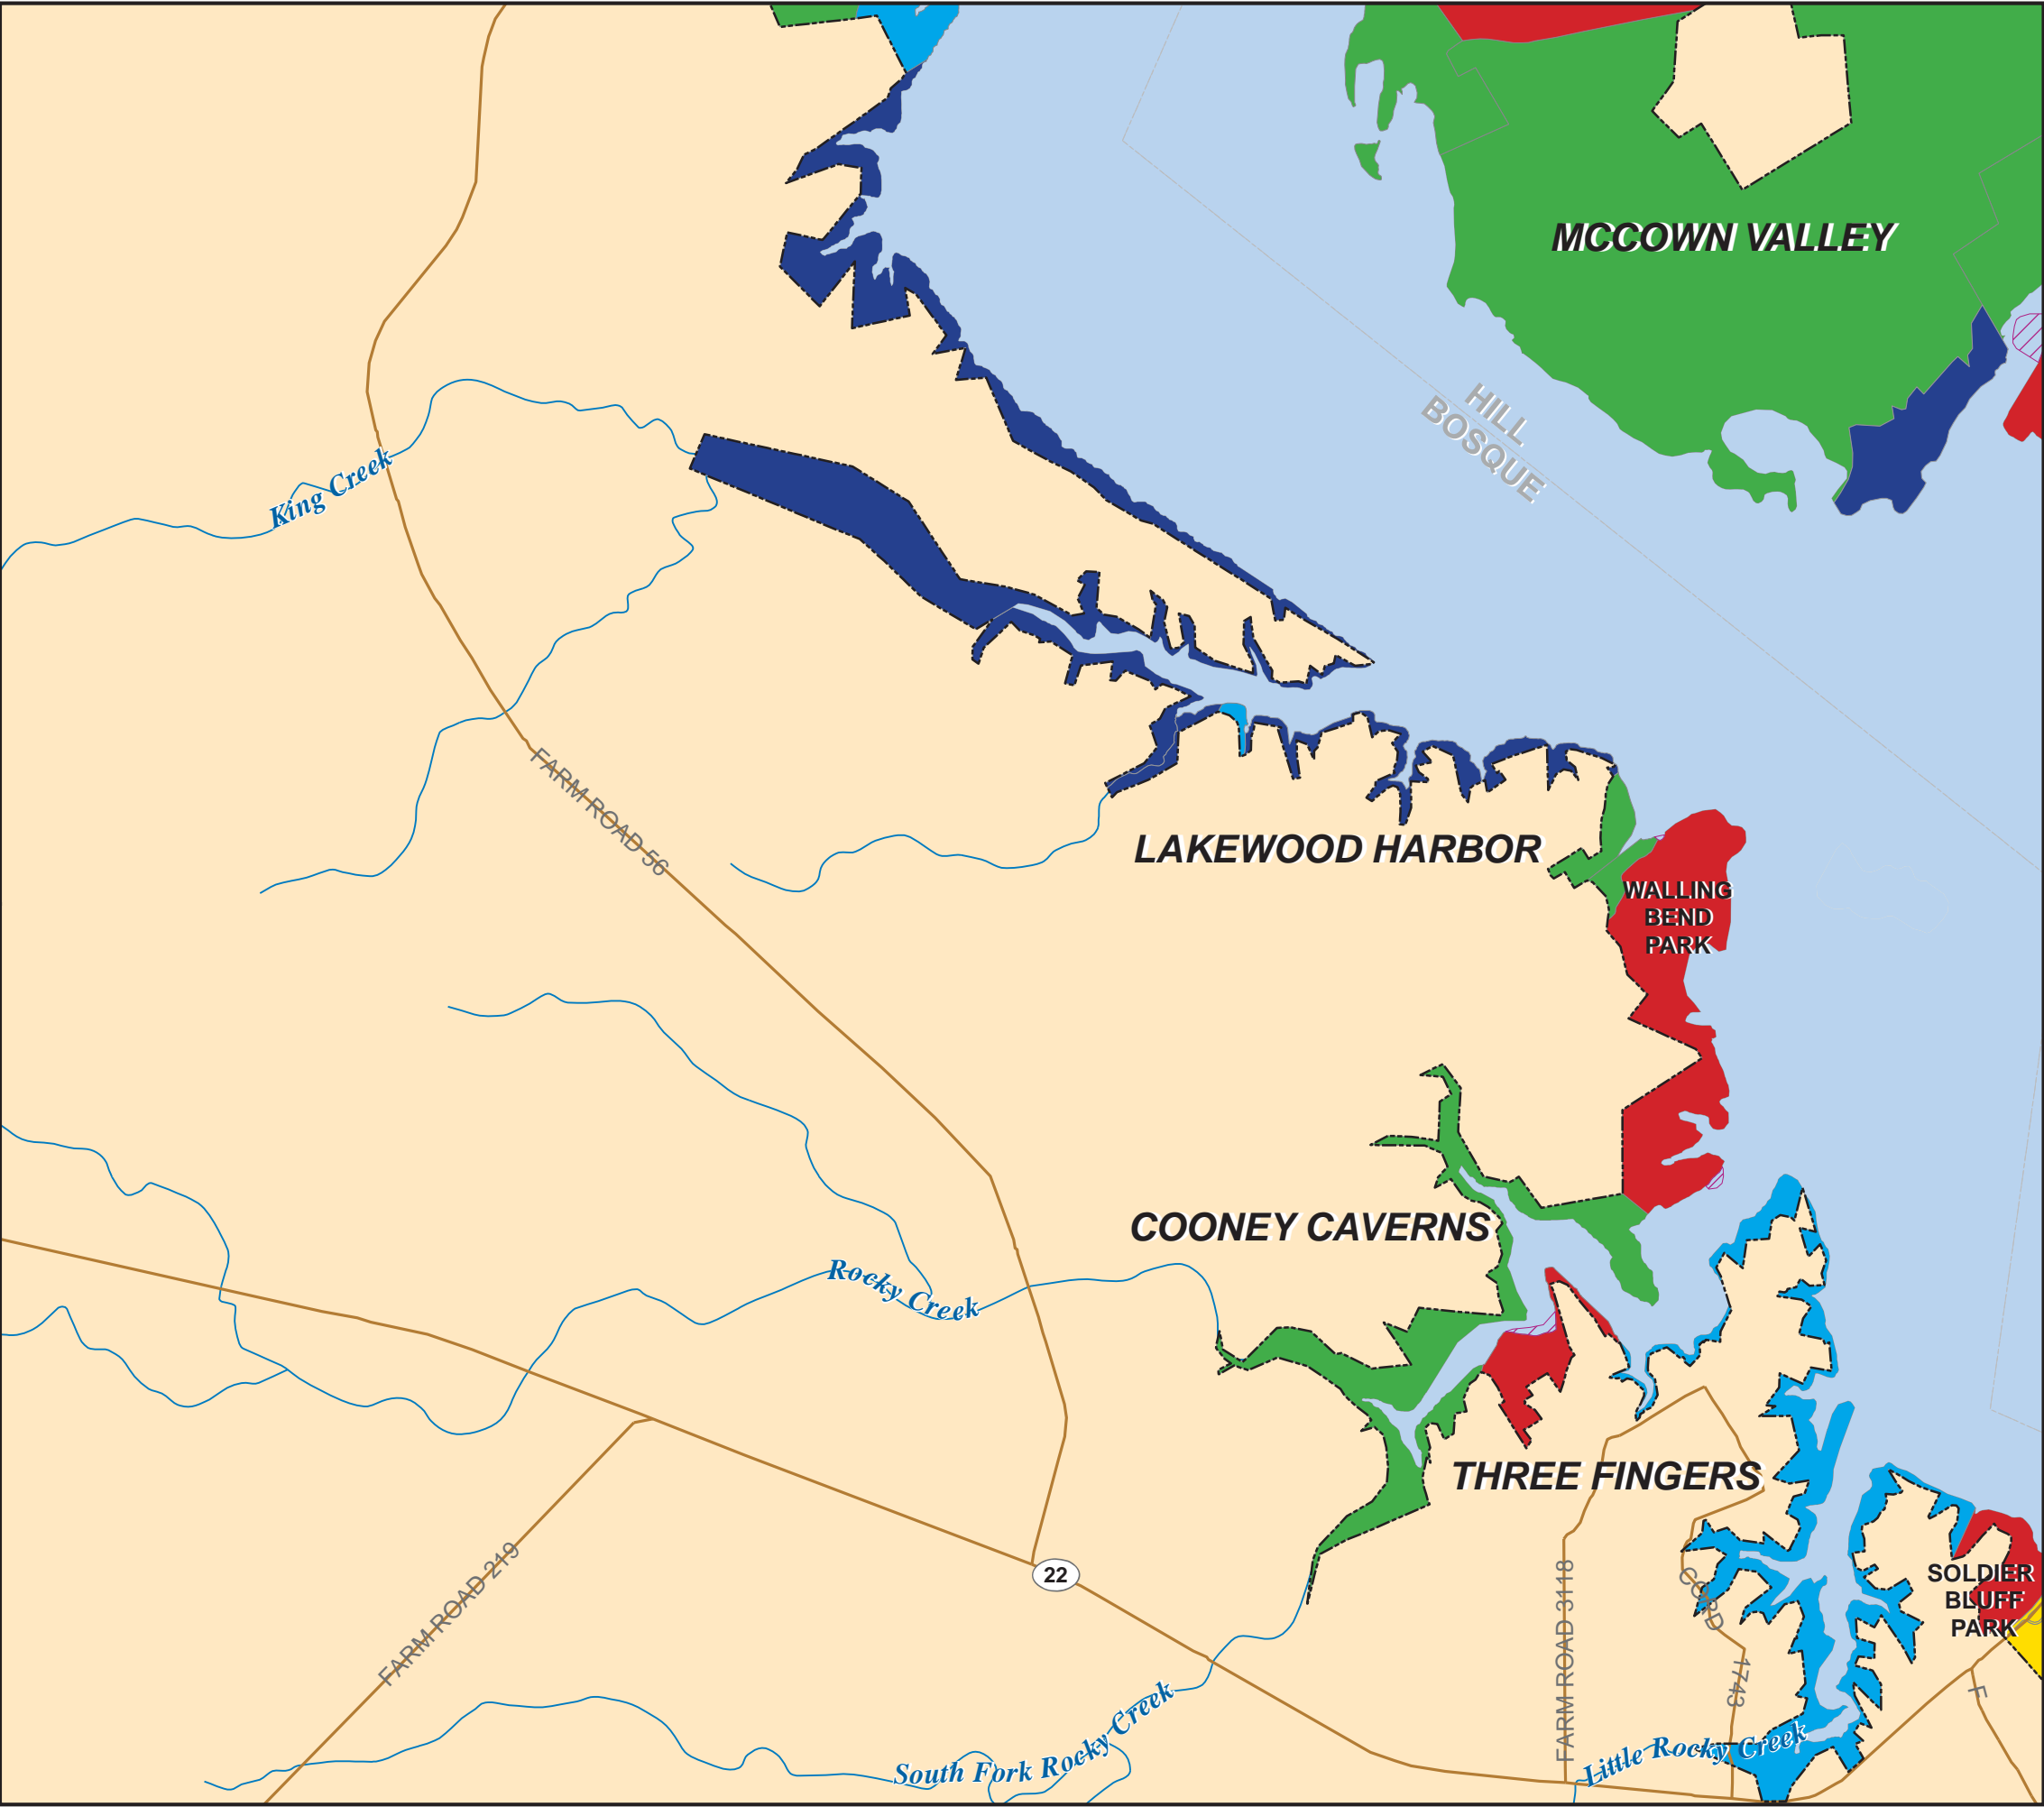 MCCOWN VALLEY
HILL
BOSQUE
King Creek
FARM ROAD 56
LAKEWOOD HARBOR
WALLING
BEND
PARK
COONEY CAVERNS
Rocky Creek
THREE FINGERS
22
FARM ROAD 219
FARM ROAD 3118
CORD
1743
SOLDIER
BLUFF
PARK
F
South Fork Rocky Creek
Little Rocky Creek